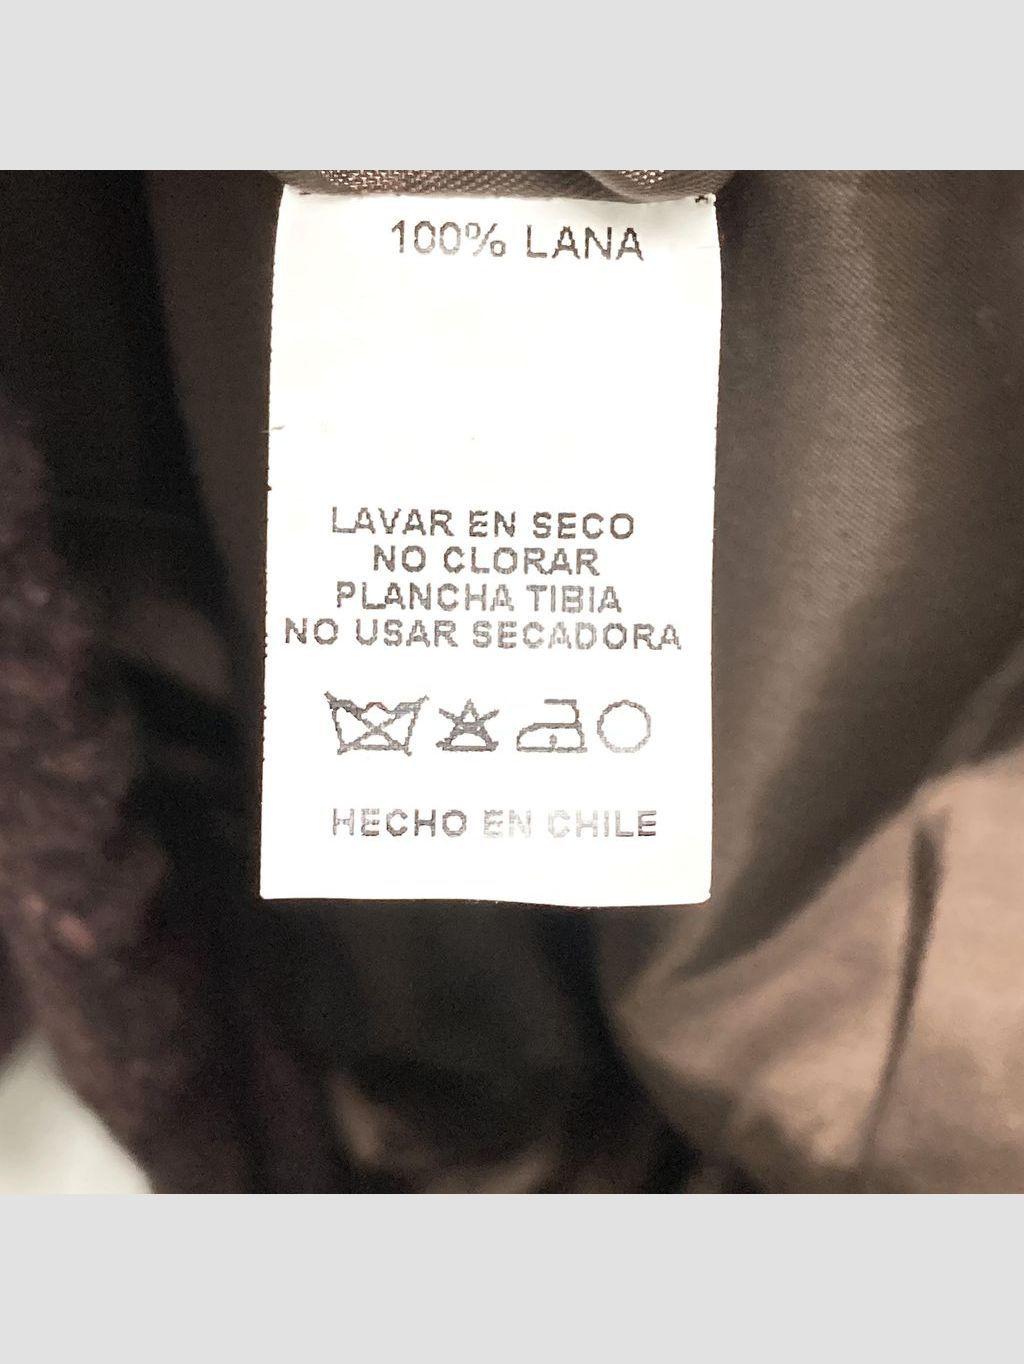 100% LANA
LAVAR EN SECO
NO CLORAR
PLANCHA TIBIA
NO USAR SECADORA
HECHO EN CHILE